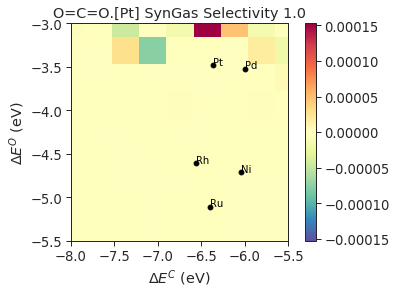 O=C=O.[Pt] SynGas Selectivity 1.0
−3.0
−3.5
−4.0
−4.5
−5.0
−5.5
ΔE^O (eV)
Pt
Pd
Rh
Ni
Ru
−8.0 −7.5 −7.0 −6.5 −6.0 −5.5
ΔE^C (eV)
0.00015
0.00010
0.00005
0.00000
−0.00005
−0.00010
−0.00015